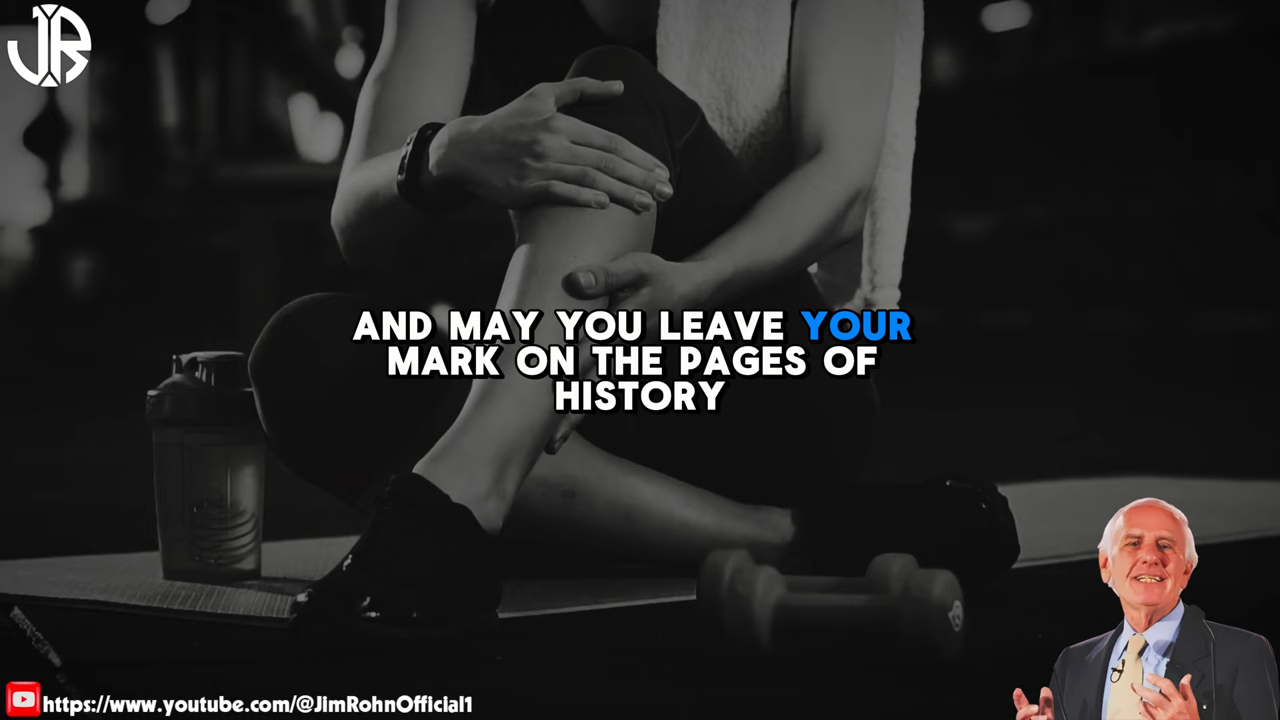 JR
AND MAY YOU LEAVE YOUR
MARK ON THE PAGES OF
HISTORY
https://www.youtube.com/@JimRohnOfficial1